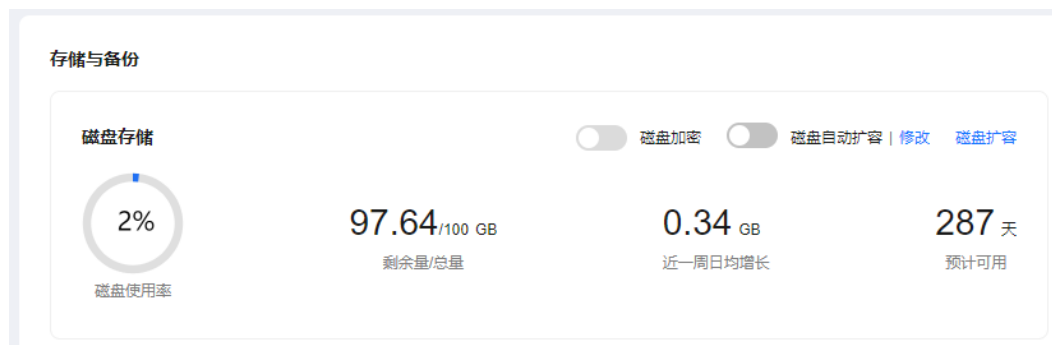 存储与备份
磁盘存储
磁盘加密
磁盘自动扩容 | 修改
磁盘扩容
2%
磁盘使用率
97.64/100 GB
剩余量/总量
0.34 GB
近一周日均增长
287 天
预计可用